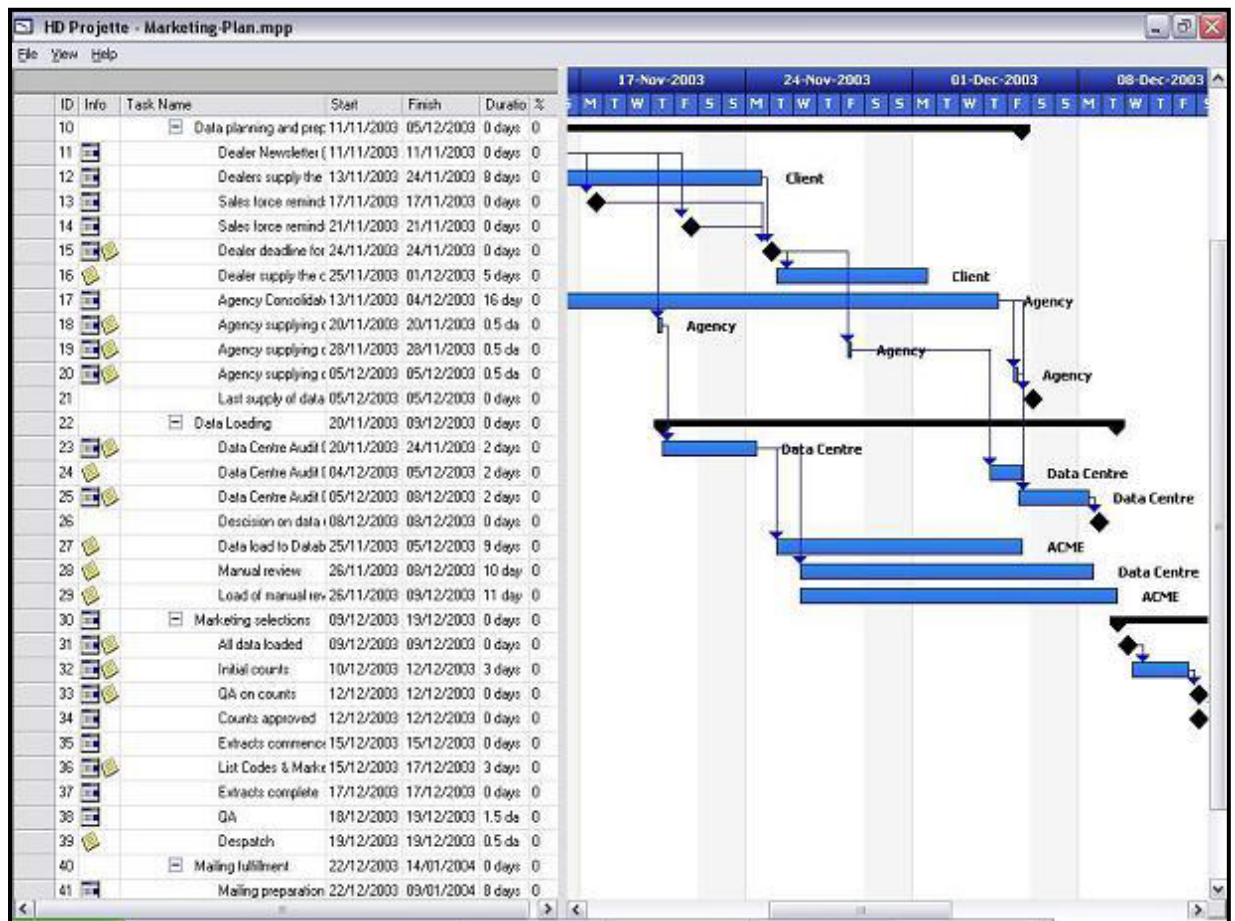 HD Projette - Marketing-Plan.mpp
File View Help
17-Nov-2003 24-Nov-2003 01-Dec-2003 08-Dec-2003
ID Info Task Name Start Finish Duratio % S M T W T F S S M T W T F S S M T W T F S S M T W T F S
10 Data planning and prep 11/11/2003 05/12/2003 0 days 0
11 Dealer Newsletter ( 11/11/2003 11/11/2003 0 days 0
12 Dealers supply the 13/11/2003 24/11/2003 8 days 0 Client
13 Sales force remind 17/11/2003 17/11/2003 0 days 0
14 Sales force remind 21/11/2003 21/11/2003 0 days 0
15 Dealer deadline for 24/11/2003 24/11/2003 0 days 0
16 Dealer supply the c 25/11/2003 01/12/2003 5 days 0 Client
17 Agency Consolidat 13/11/2003 04/12/2003 16 day 0 Agency
18 Agency supplying c 20/11/2003 20/11/2003 0.5 da 0 Agency
19 Agency supplying c 28/11/2003 28/11/2003 0.5 da 0 Agency
20 Agency supplying c 05/12/2003 05/12/2003 0.5 da 0 Agency
21 Last supply of data 05/12/2003 05/12/2003 0 days 0
22 Data Loading 20/11/2003 09/12/2003 0 days 0
23 Data Centre Audit 20/11/2003 24/11/2003 2 days 0 Data Centre
24 Data Centre Audit 04/12/2003 05/12/2003 2 days 0 Data Centre
25 Data Centre Audit 05/12/2003 08/12/2003 2 days 0 Data Centre
26 Descision on data 08/12/2003 08/12/2003 0 days 0
27 Data load to Datab 25/11/2003 05/12/2003 9 days 0 ACME
28 Manual review 26/11/2003 08/12/2003 10 day 0 Data Centre
29 Load of manual rev 26/11/2003 09/12/2003 11 day 0 ACME
30 Marketing selections 09/12/2003 19/12/2003 0 days 0
31 All data loaded 09/12/2003 09/12/2003 0 days 0
32 Initial counts 10/12/2003 12/12/2003 3 days 0
33 QA on counts 12/12/2003 12/12/2003 0 days 0
34 Counts approved 12/12/2003 12/12/2003 0 days 0
35 Extracts commence 15/12/2003 15/12/2003 0 days 0
36 List Codes & Marke 15/12/2003 17/12/2003 3 days 0
37 Extracts complete 17/12/2003 17/12/2003 0 days 0
38 QA 18/12/2003 19/12/2003 1.5 da 0
39 Despatch 19/12/2003 19/12/2003 0.5 da 0
40 Mailing fulfilment 22/12/2003 14/01/2004 0 days 0
41 Mailing preparation 22/12/2003 09/01/2004 8 days 0